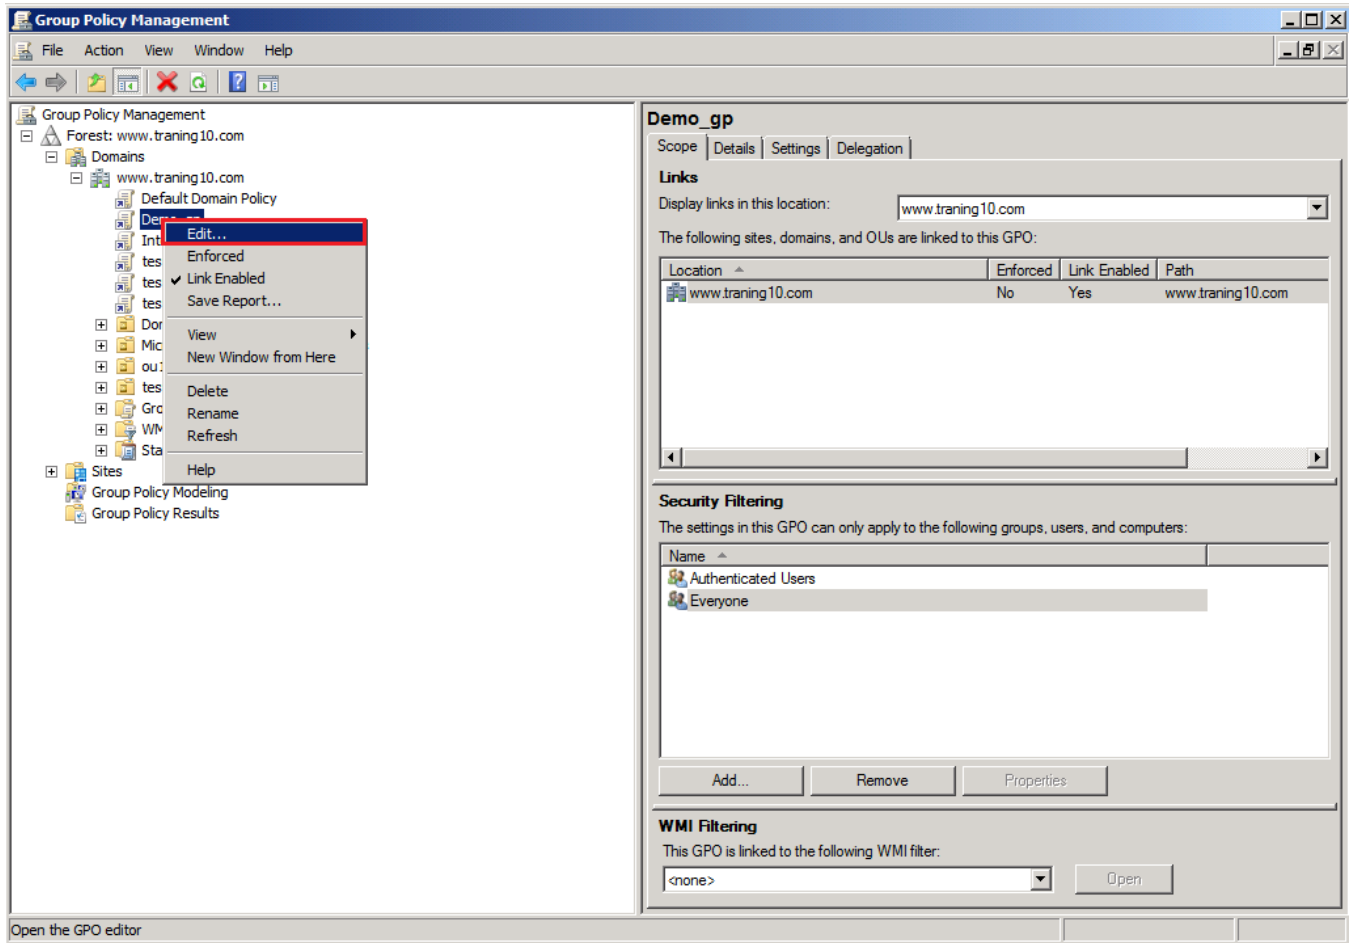 Group Policy Management
File Action View Window Help
Group Policy Management
Forest: www.traning10.com
Domains
www.traning10.com
Default Domain Policy
Edit...
Enforced
Link Enabled
Save Report...
View
New Window from Here
Delete
Rename
Refresh
Help
Sites
Group Policy Modeling
Group Policy Results
Demo_gp
Scope Details Settings Delegation
Links
Display links in this location: www.traning10.com
The following sites, domains, and OUs are linked to this GPO:
Location Enforced Link Enabled Path
www.traning10.com No Yes www.traning10.com
Security Filtering
The settings in this GPO can only apply to the following groups, users, and computers:
Name
Authenticated Users
Everyone
Add... Remove Properties
WMI Filtering
This GPO is linked to the following WMI filter:
<none> Open
Open the GPO editor